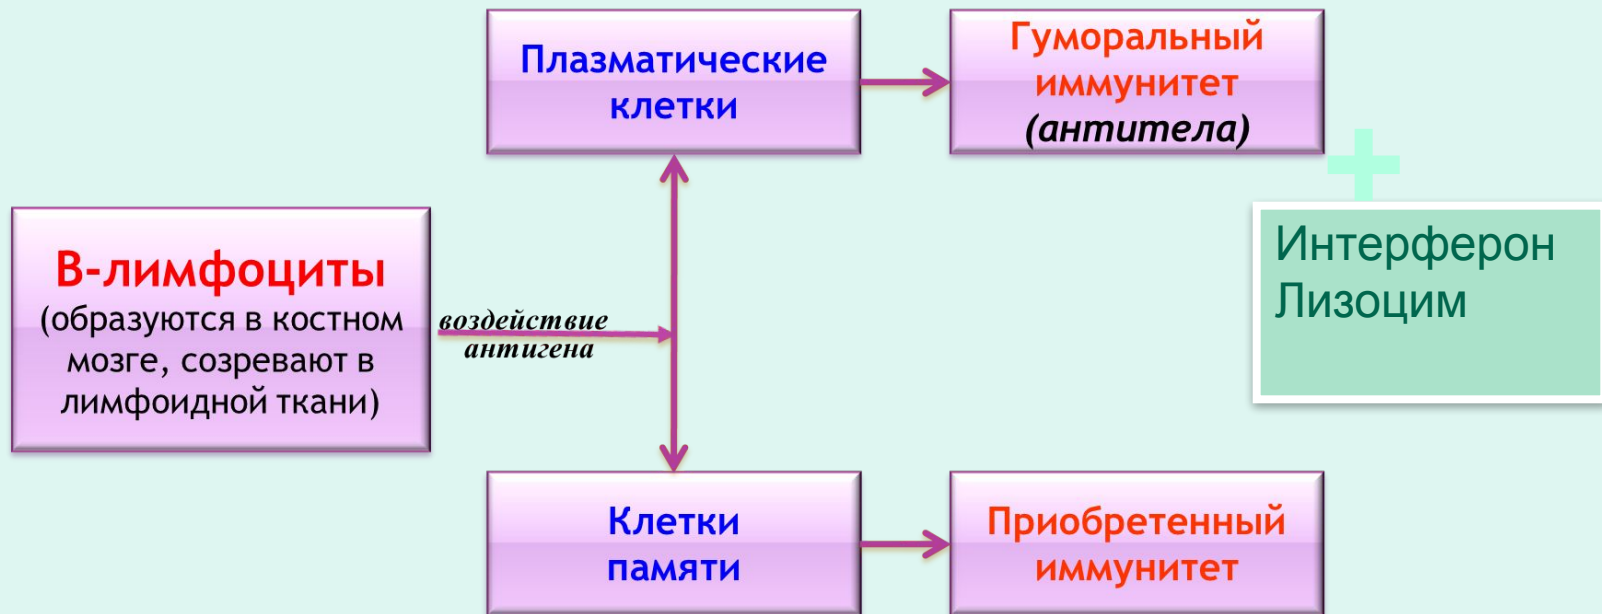 Плазматические
клетки
Гуморальный
иммунитет
(антитела)
+
Интерферон
Лизоцим
В-лимфоциты
(образуются в костном
мозге, созревают в
лимфоидной ткани)
воздействие
антигена
Клетки
памяти
Приобретенный
иммунитет